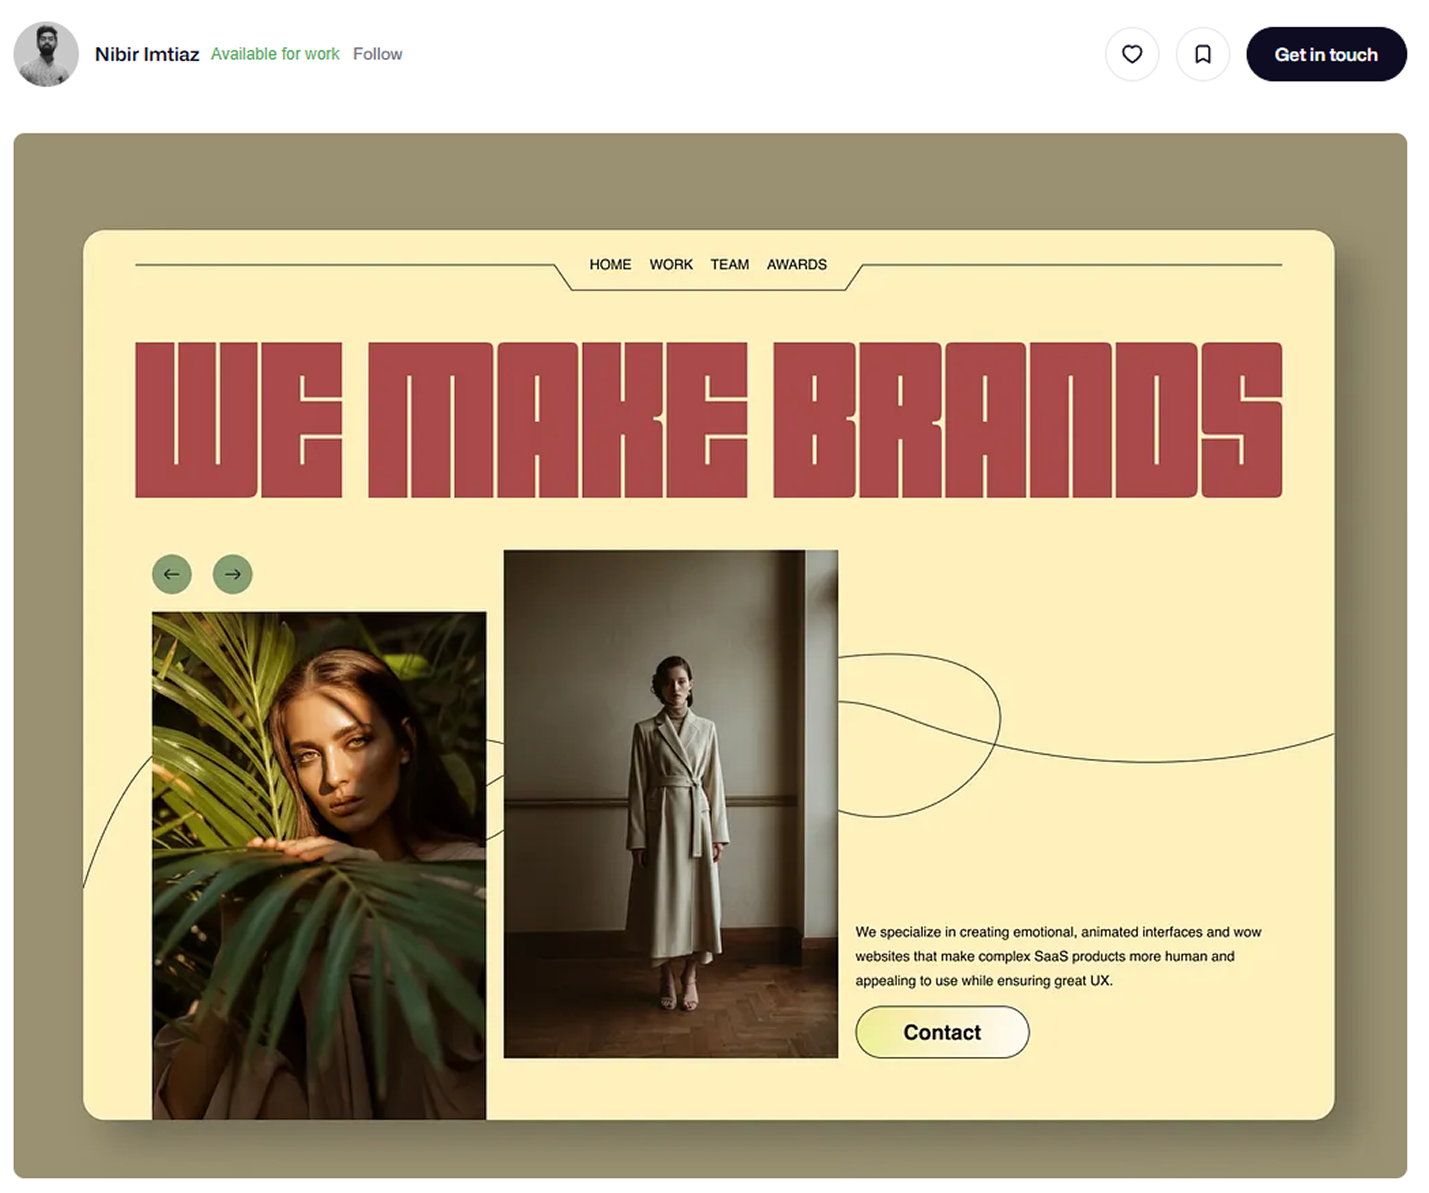 Nibir Imtiaz Available for work Follow
Get in touch
HOME WORK TEAM AWARDS
WE MAKE BRANDS
We specialize in creating emotional, animated interfaces and wow
websites that make complex SaaS products more human and
appealing to use while ensuring great UX.
Contact